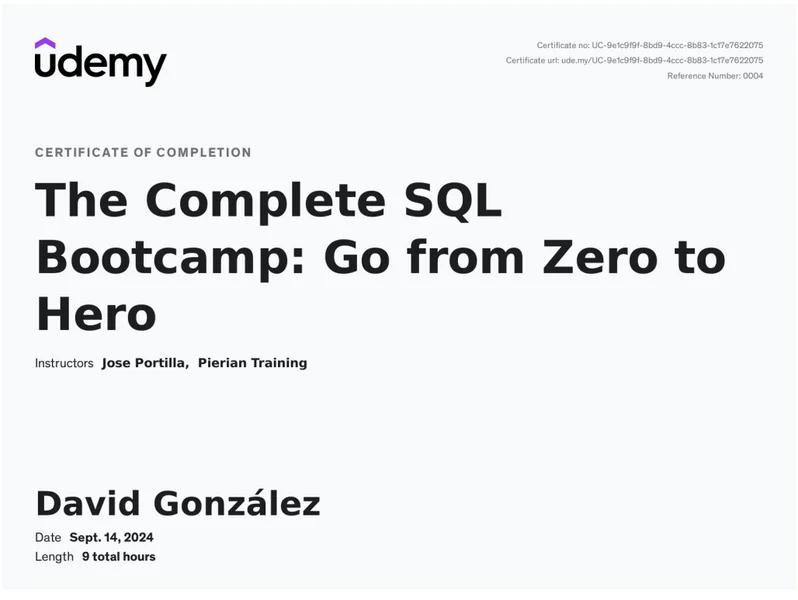 udemy
Certificate no: UC-9e1c9f9f-8bd9-4ccc-8b83-1cf7e7622075
Certificate url: ude.my/UC-9e1c9f9f-8bd9-4ccc-8b83-1cf7e7622075
Reference Number: 0004
CERTIFICATE OF COMPLETION
The Complete SQL
Bootcamp: Go from Zero to
Hero
Instructors Jose Portilla, Pierian Training
David González
Date Sept. 14, 2024
Length 9 total hours